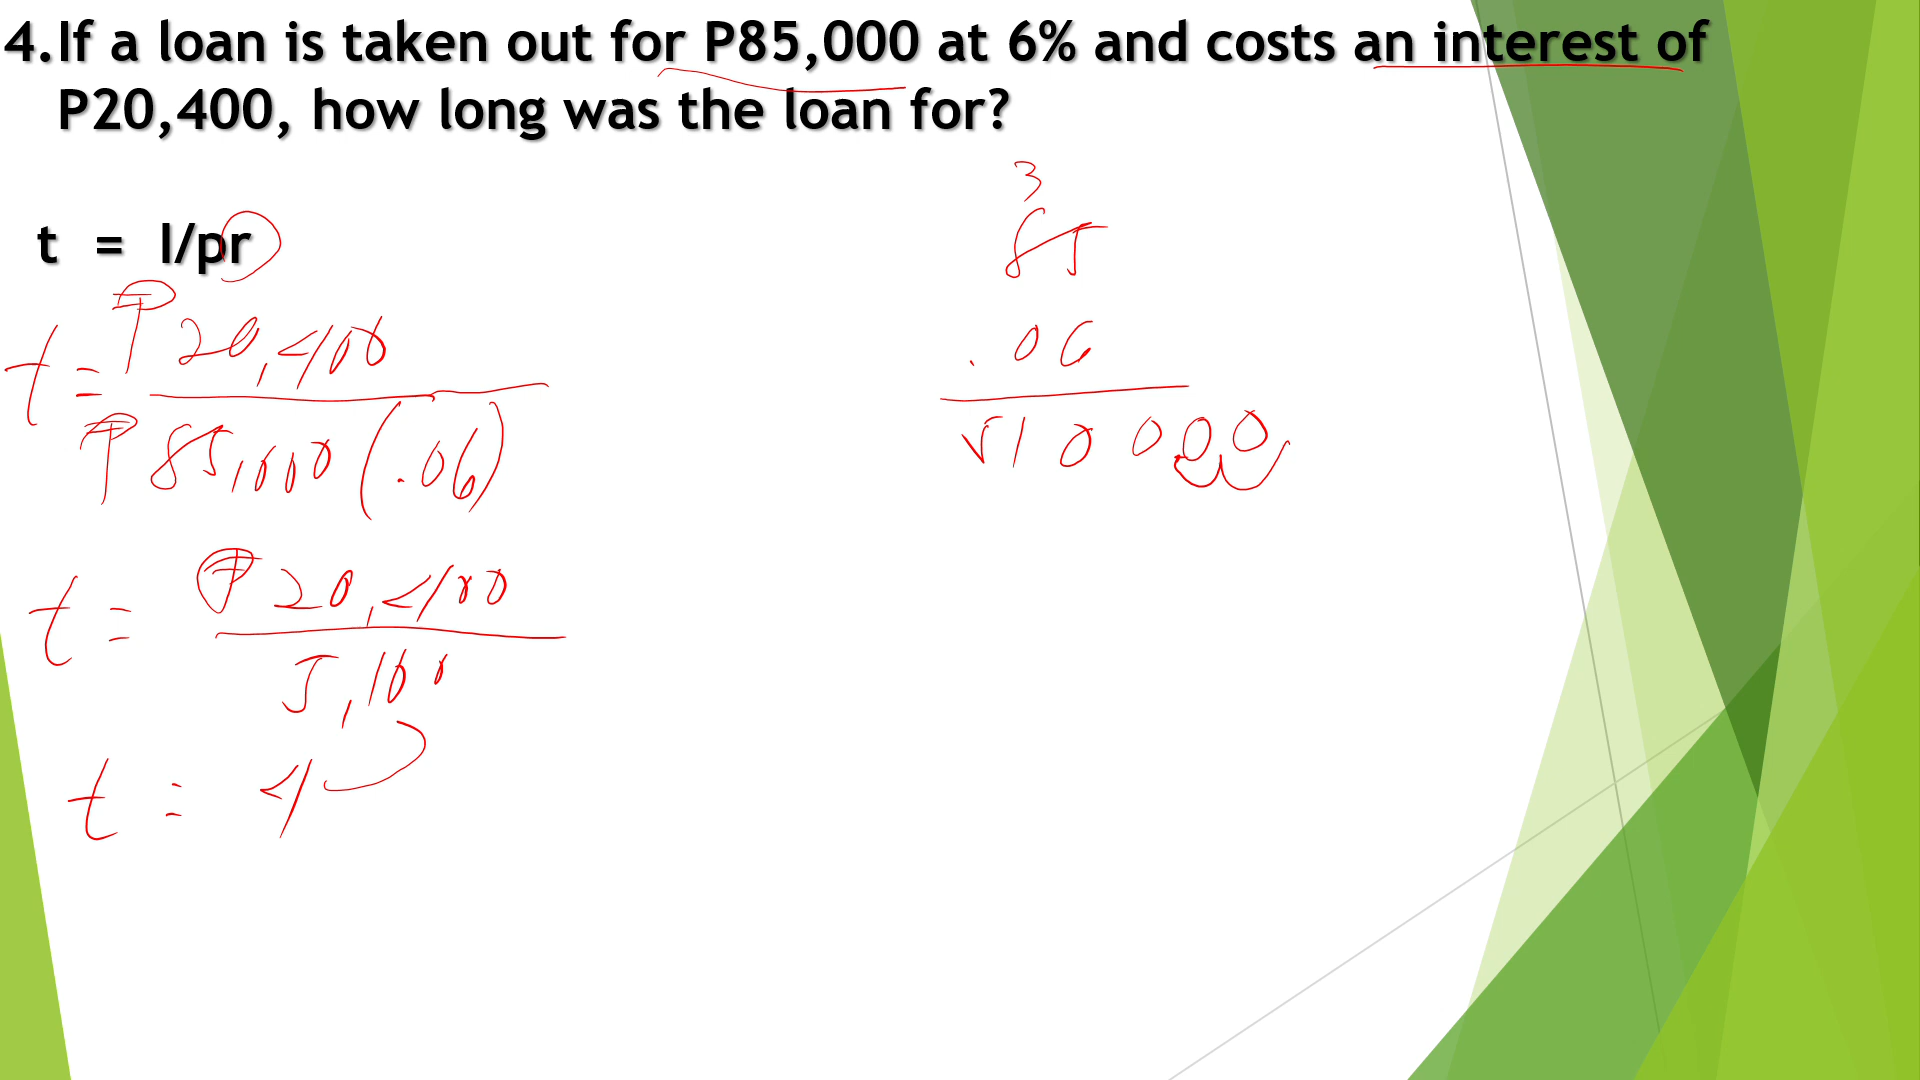 4.If a loan is taken out for P85,000 at 6% and costs an interest of
P20,400, how long was the loan for?
t = I/pr
t = ₱20,400
₱85,000 (.06)
t = ₱20,400
5,100
t = 4
3
85
.06
510000